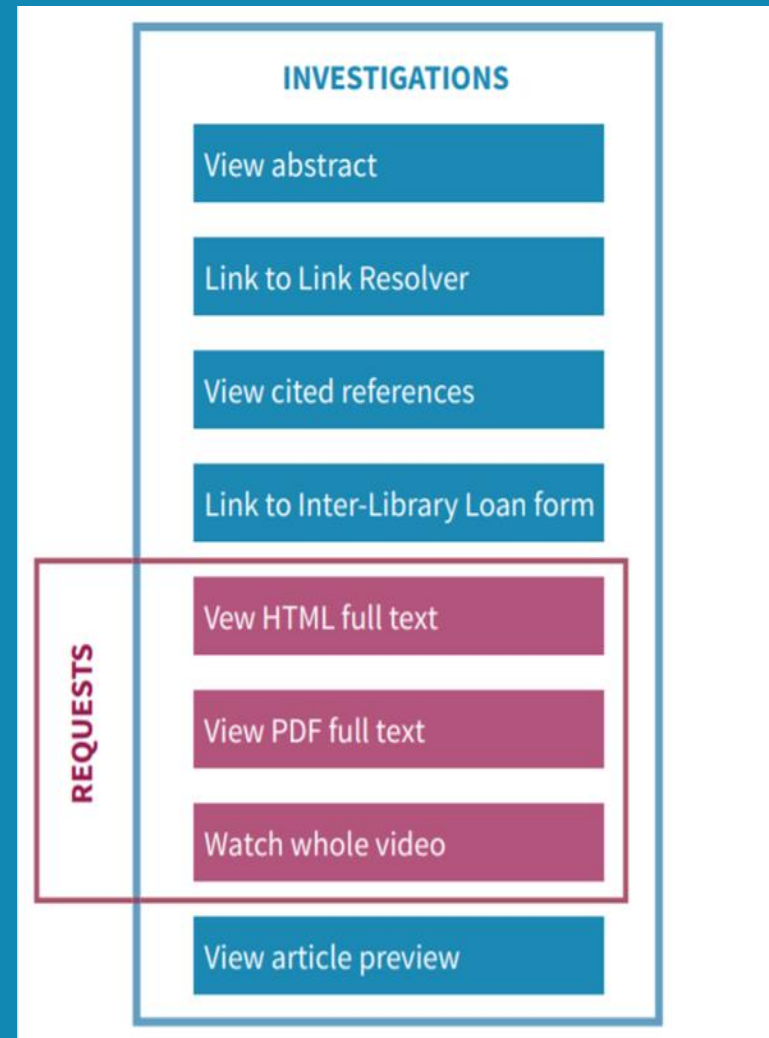 INVESTIGATIONS
View abstract
Link to Link Resolver
View cited references
Link to Inter-Library Loan form
REQUESTS
Vew HTML full text
View PDF full text
Watch whole video
View article preview